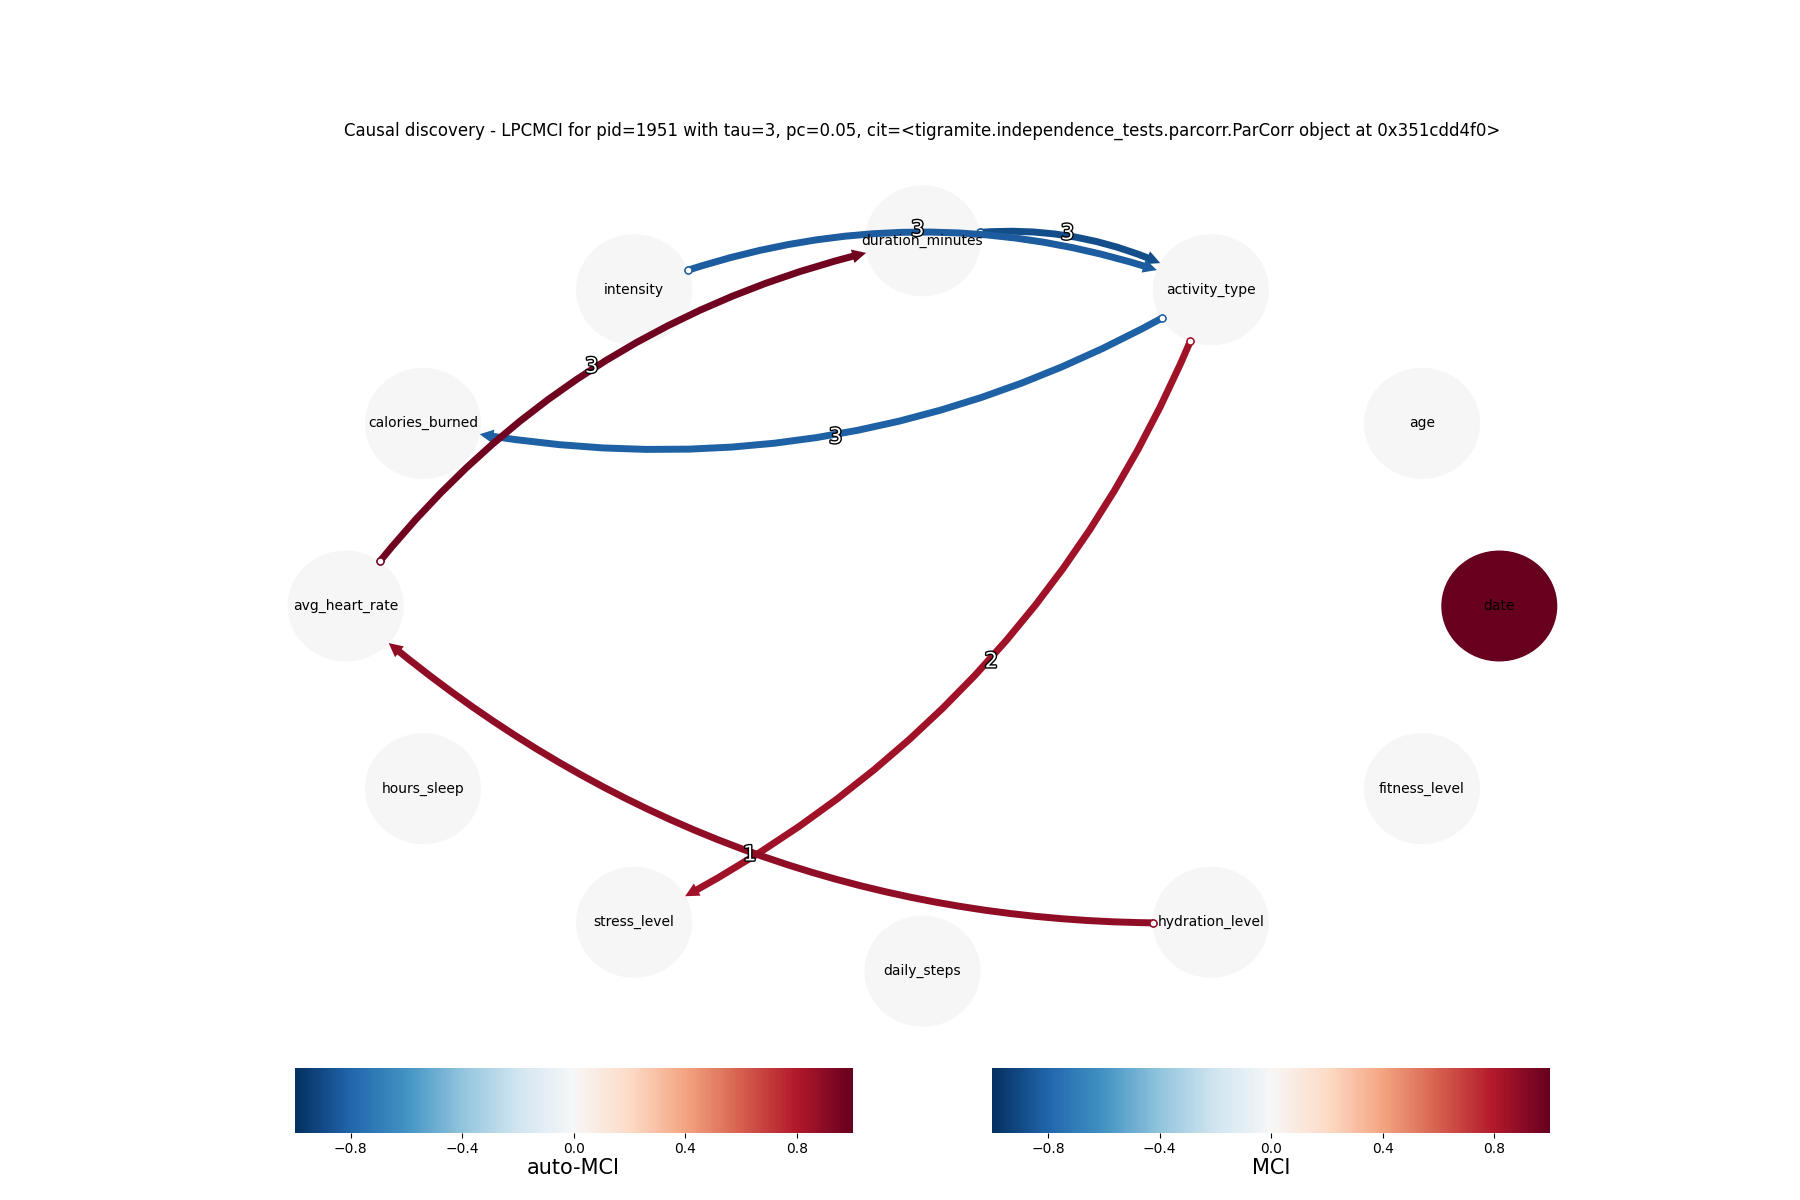 Causal discovery - LPCMCI for pid=1951 with tau=3, pc=0.05, cit=<tigramite.independence_tests.parcorr.ParCorr object at 0x351cdd4f0>
3
3
duration_minutes
intensity
activity_type
3
calories_burned
age
3
avg_heart_rate
date
2
hours_sleep
fitness_level
1
stress_level
hydration_level
daily_steps
−0.8 −0.4 0.0 0.4 0.8
auto-MCI
−0.8 −0.4 0.0 0.4 0.8
MCI